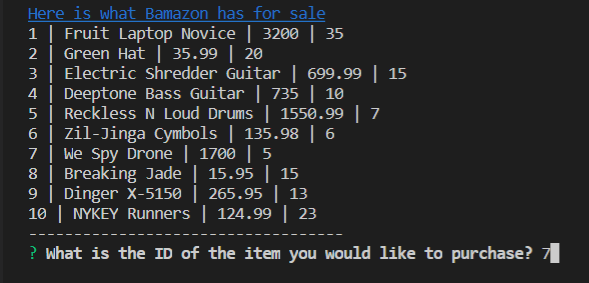 Here is what Bamazon has for sale
1 | Fruit Laptop Novice | 3200 | 35
2 | Green Hat | 35.99 | 20
3 | Electric Shredder Guitar | 699.99 | 15
4 | Deeptone Bass Guitar | 735 | 10
5 | Reckless N Loud Drums | 1550.99 | 7
6 | Zil-Jinga Cymbols | 135.98 | 6
7 | We Spy Drone | 1700 | 5
8 | Breaking Jade | 15.95 | 15
9 | Dinger X-5150 | 265.95 | 13
10 | NYKEY Runners | 124.99 | 23
-----------------------------------
? What is the ID of the item you would like to purchase? 7